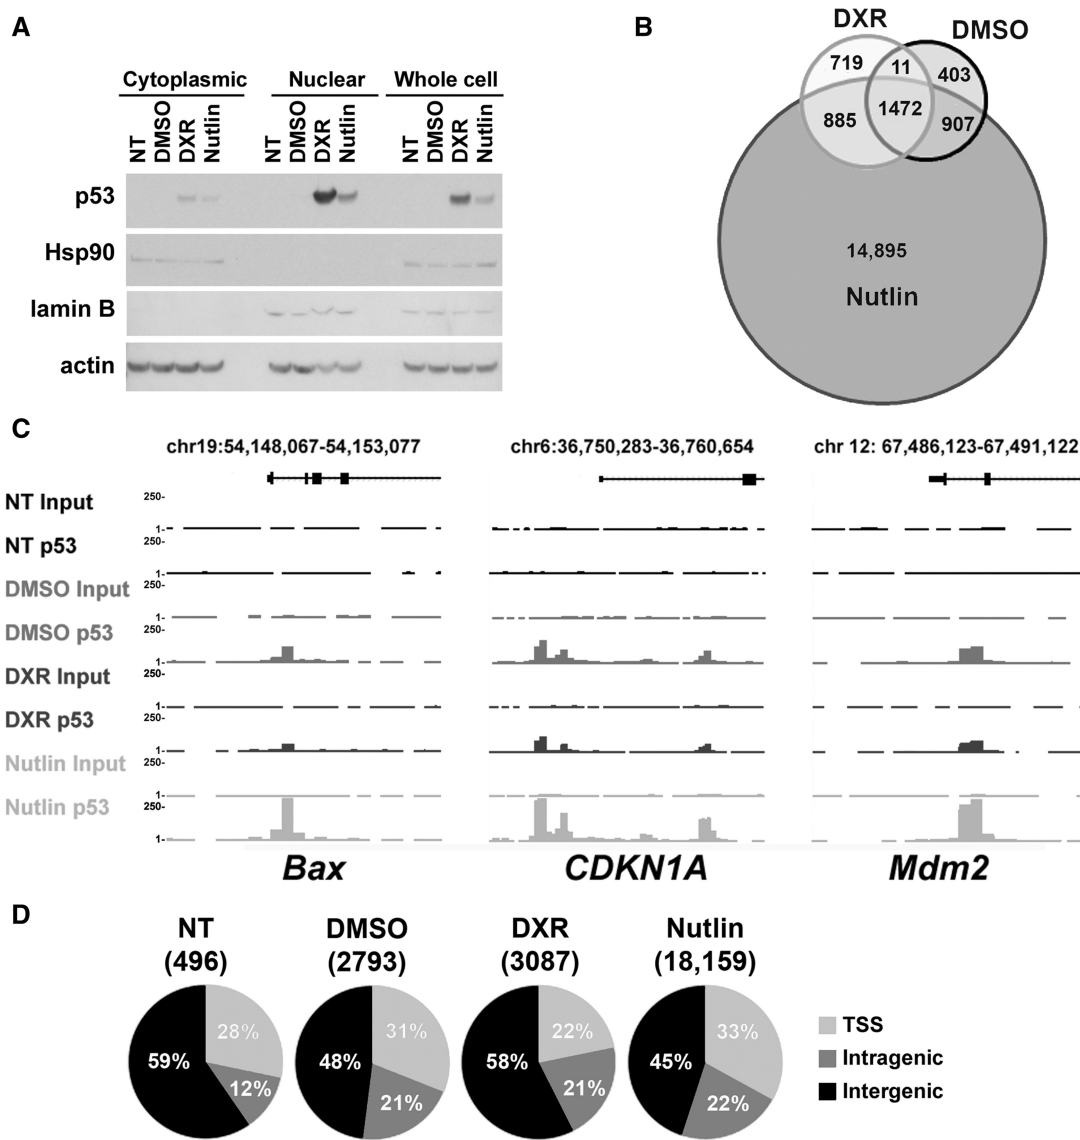 A
Cytoplasmic Nuclear Whole cell
NT DMSO DXR Nutlin NT DMSO DXR Nutlin NT DMSO DXR Nutlin
p53
Hsp90
lamin B
actin
B
DXR
DMSO
719 11 403
885 1472 907
14,895
Nutlin
C
chr19:54,148,067-54,153,077 chr6:36,750,283-36,760,654 chr 12: 67,486,123-67,491,122
NT Input 250-
1-
NT p53 250-
1-
DMSO Input 250-
1-
DMSO p53 250-
1-
DXR Input 250-
1-
DXR p53 250-
1-
Nutlin Input 250-
1-
Nutlin p53 250-
1-
Bax CDKN1A Mdm2
D
NT DMSO DXR Nutlin
(496) (2793) (3087) (18,159)
28% 59% 12%
31% 48% 21%
22% 58% 21%
33% 45% 22%
TSS
Intragenic
Intergenic